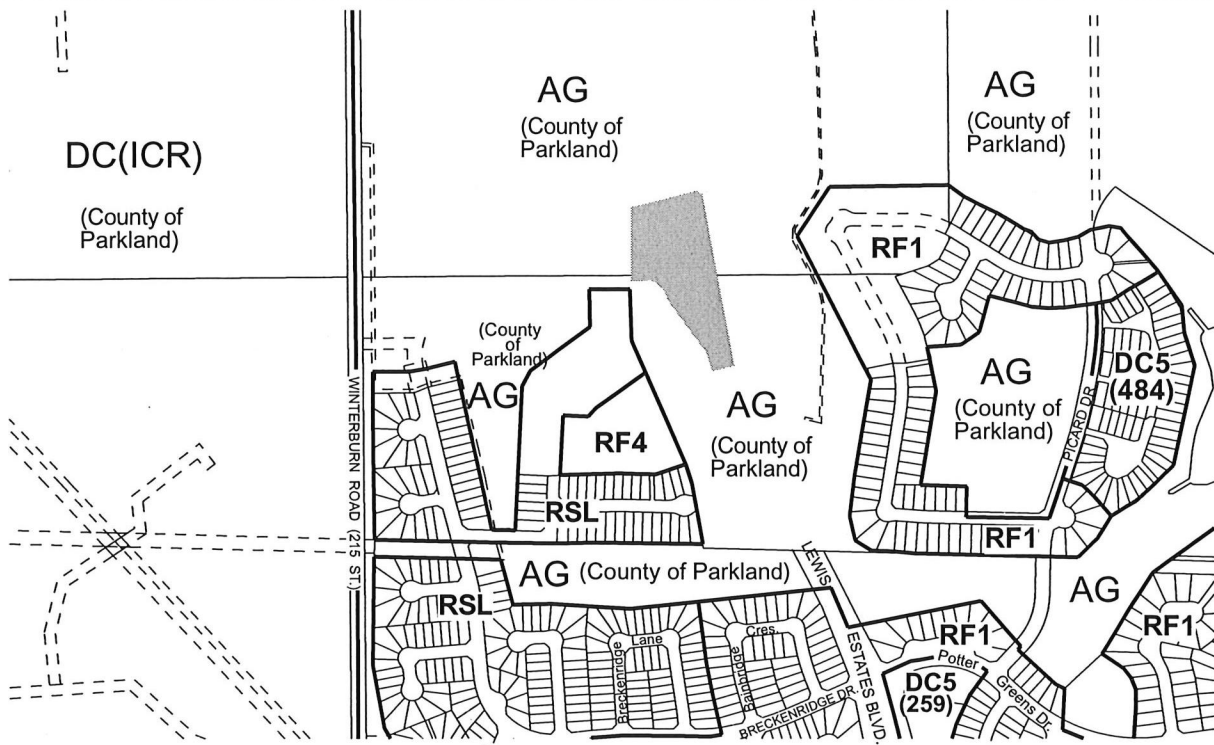 AG
(County of
Parkland)
AG
(County of
Parkland)
DC(ICR)
(County of
Parkland)
RF1
(County
of
Parkland)
AG
RF4
AG
(County of
Parkland)
AG
(County of
Parkland)
DC5
(484)
PICARD DR.
WINTERBURN ROAD (215 ST.)
RSL
RF1
AG (County of Parkland)
LEWIS
ESTATES BLVD.
AG
RSL
RF1
RF1
Lane
Breckenridge
Cres.
Bainbridge
BRECKENRIDGE DR.
Potter
Greens Dr.
DC5
(259)